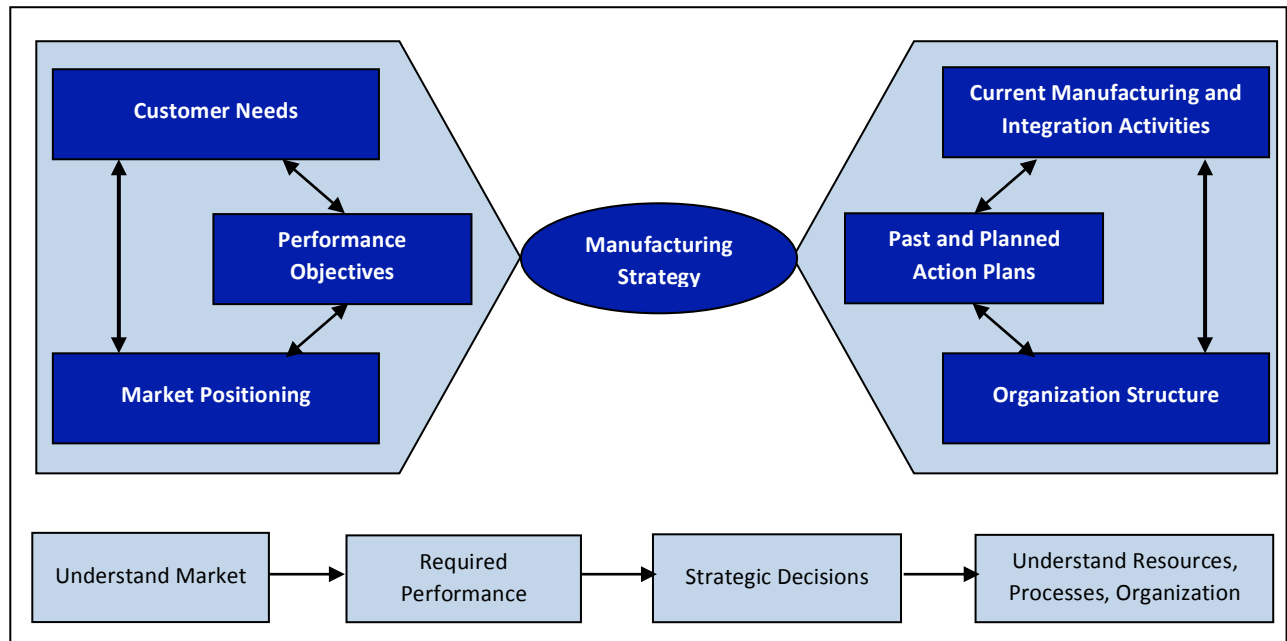 Customer Needs
Performance
Objectives
Market Positioning
Manufacturing
Strategy
Current Manufacturing and
Integration Activities
Past and Planned
Action Plans
Organization Structure
Understand Market
Required
Performance
Strategic Decisions
Understand Resources,
Processes, Organization